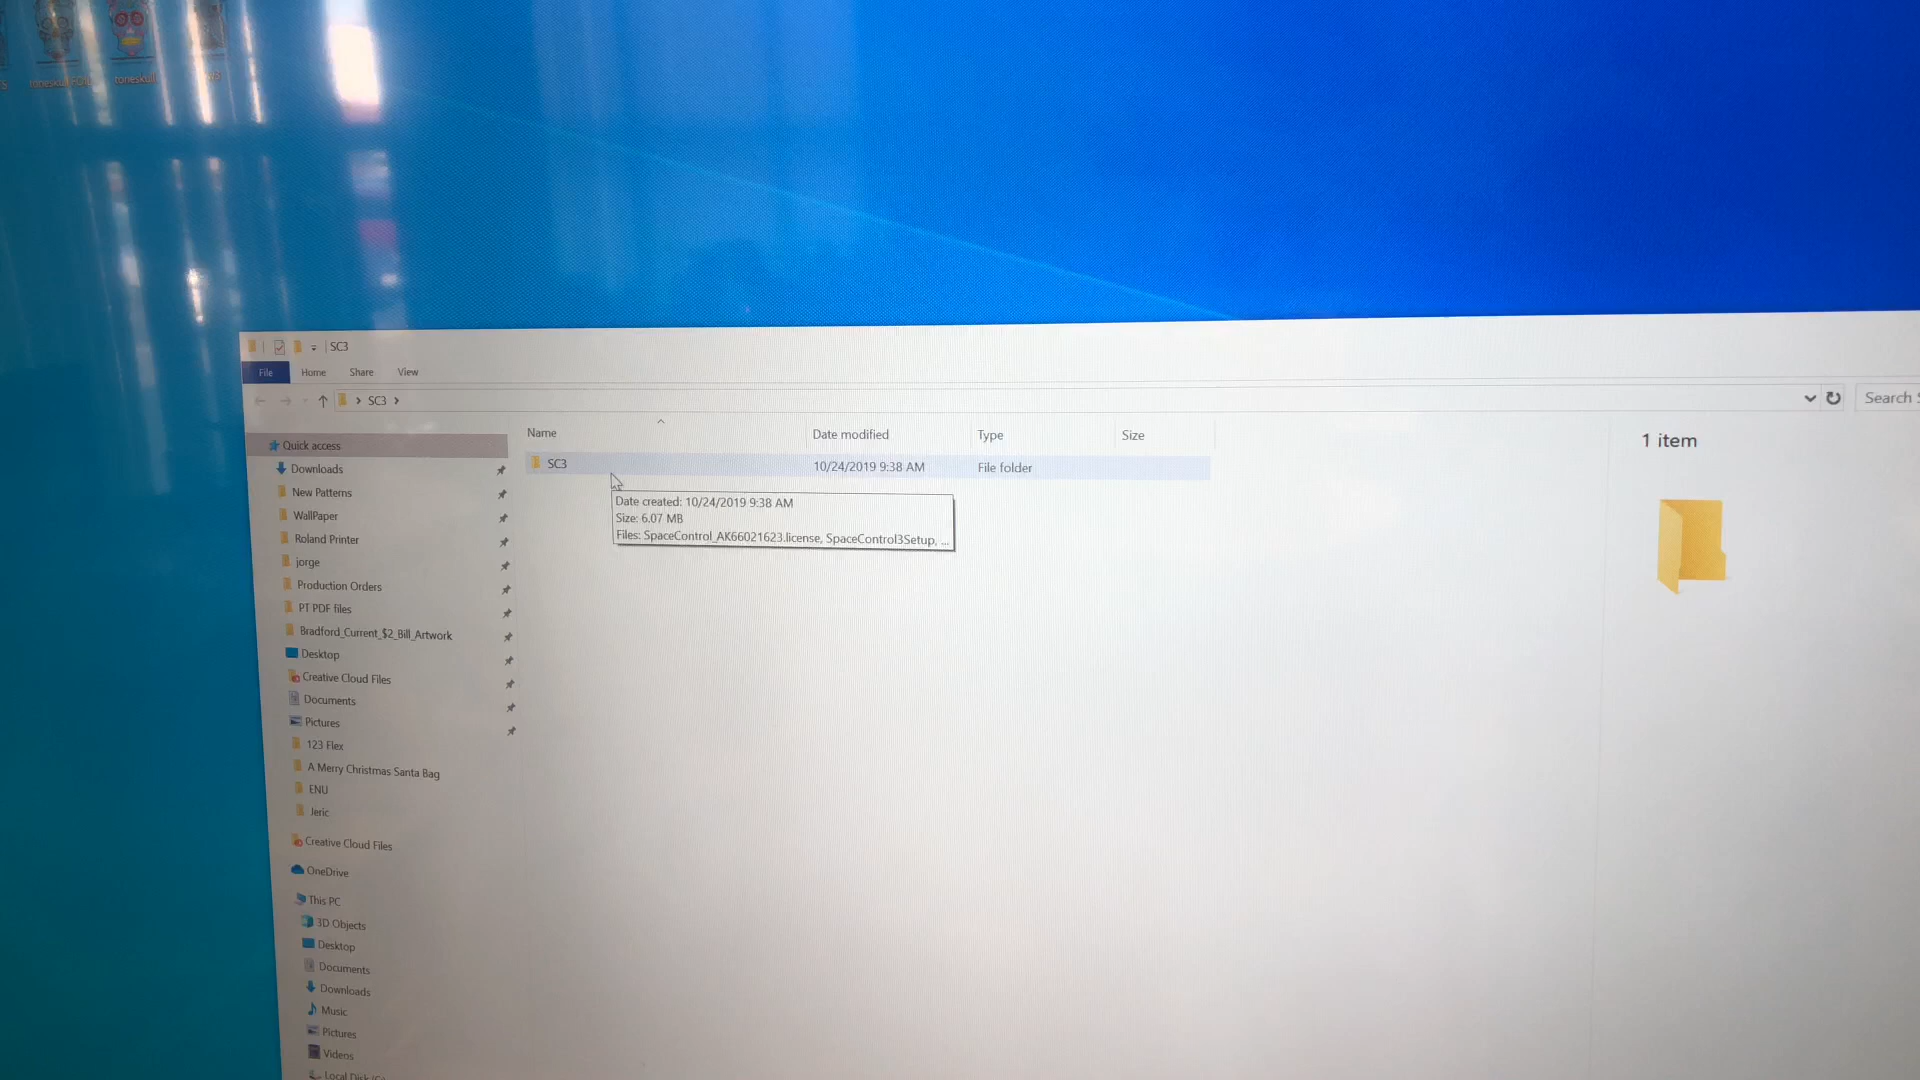 toneskull
SC3
File Home Share View
SC3
Search
Name Date modified Type Size
SC3 10/24/2019 9:38 AM File folder
1 item
Date created: 10/24/2019 9:38 AM
Size: 6.07 MB
Files: SpaceControl_AK66021623.license, SpaceControl3Setup, ...
Quick access
Downloads
New Patterns
WallPaper
Roland Printer
jorge
Production Orders
PT PDF files
Bradford_Current_$2_Bill_Artwork
Desktop
Creative Cloud Files
Documents
Pictures
123 Flex
A Merry Christmas Santa Bag
ENU
Jeric
Creative Cloud Files
OneDrive
This PC
3D Objects
Desktop
Documents
Downloads
Music
Pictures
Videos
Local Disk